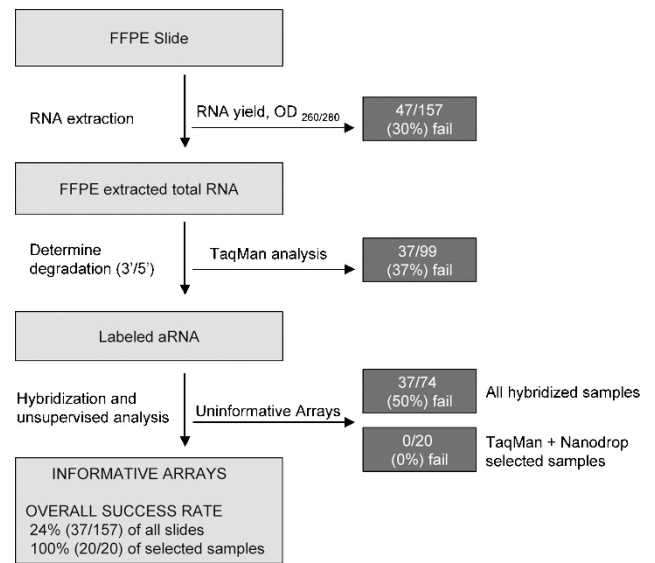 FFPE Slide
RNA extraction
RNA yield, OD 260/280
47/157
(30%) fail
FFPE extracted total RNA
Determine
degradation (3'/5')
TaqMan analysis
37/99
(37%) fail
Labeled aRNA
Hybridization and
unsupervised analysis
Uninformative Arrays
37/74
(50%) fail
All hybridized samples
0/20
(0%) fail
TaqMan + Nanodrop
selected samples
INFORMATIVE ARRAYS
OVERALL SUCCESS RATE
24% (37/157) of all slides
100% (20/20) of selected samples